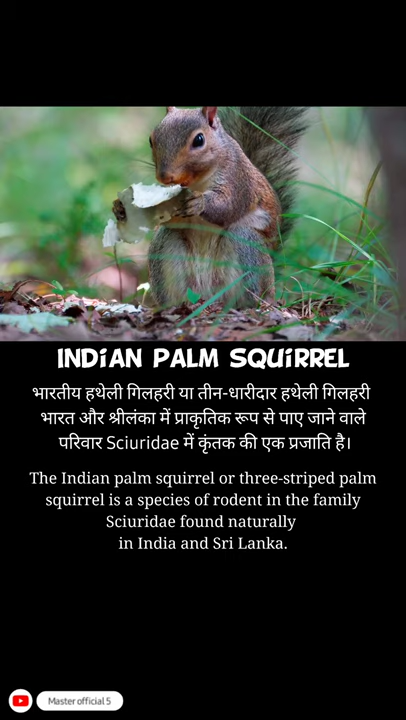 INDIAN PALM SQUIRREL
भारतीय हथेली गिलहरी या तीन-धारीदार हथेली गिलहरी
भारत और श्रीलंका में प्राकृतिक रूप से पाए जाने वाले
परिवार Sciuridae में कृंतक की एक प्रजाति है।
The Indian palm squirrel or three-striped palm
squirrel is a species of rodent in the family
Sciuridae found naturally
in India and Sri Lanka.
Master official 5